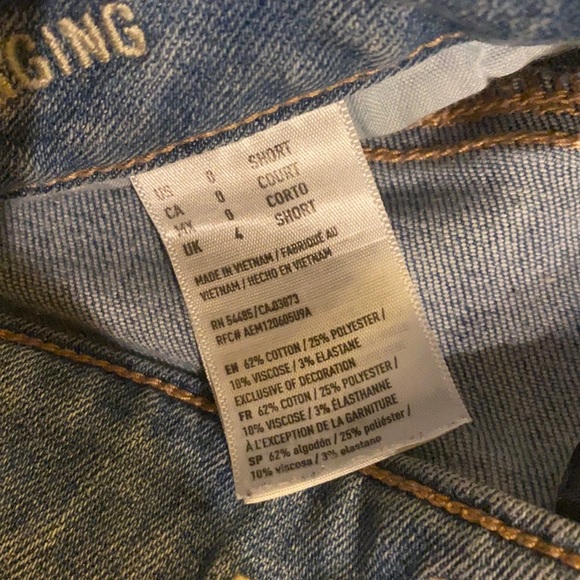 GING
US 0 SHORT
CA 0 COURT
MX 0 CORTO
UK 4 SHORT
MADE IN VIETNAM / FABRIQUÉ AU
VIETNAM / HECHO EN VIETNAM
RN 54485/CA.03873
RFC# AEM120605U9A
EN 62% COTTON / 25% POLYESTER /
10% VISCOSE / 3% ELASTANE
EXCLUSIVE OF DECORATION
FR 62% COTON / 25% POLYESTER /
10% VISCOSE / 3% ÉLASTHANNE
À L'EXCEPTION DE LA GARNITURE
SP 62% algodón / 25% poliéster /
10% viscosa / 3% elastano